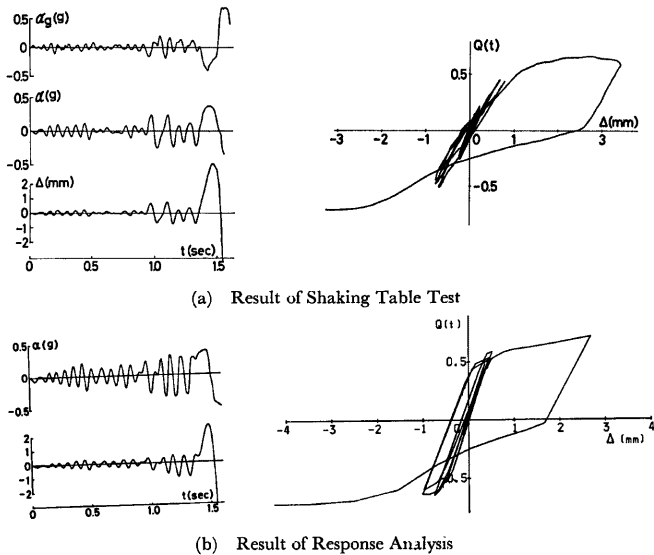 α̈g(g)
0.5
0
-0.5
α̈(g)
0.5
0
-0.5
Δ(mm)
2
1
0
-1
-2
t(sec)
0 0.5 1.0 1.5
Q(t)
0.5
-3 -2 -1 0 1 2 3
Δ(mm)
-0.5
(a) Result of Shaking Table Test
α(g)
0.5
0
-0.5
2
1
0
-1
-2
t(sec)
0 0.5 1.0 1.5
Q(t)
0.5
-4 -3 -2 -1 0 1 2 3 4
Δ (mm)
-0.5
(b) Result of Response Analysis